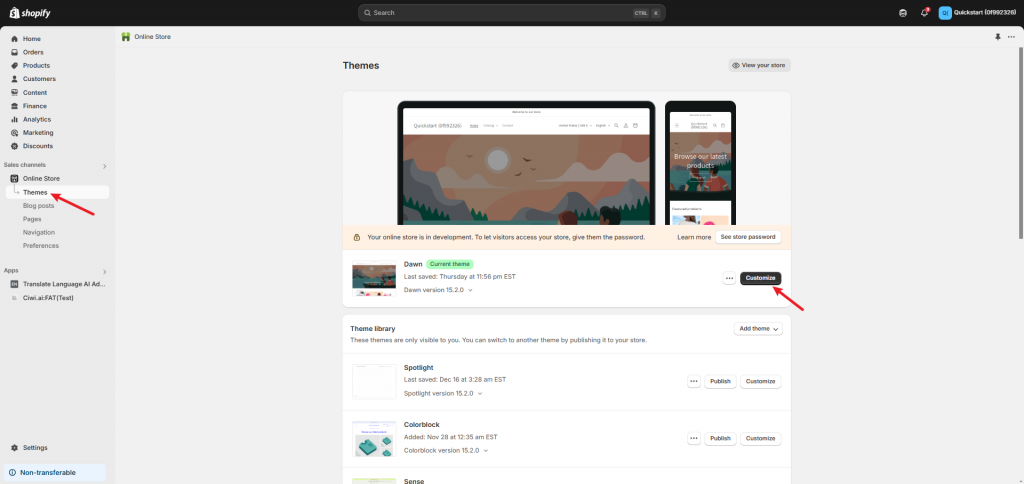 shopify
Search
CTRL K
Quickstart (0f992326)
Home
Orders
Products
Customers
Content
Finance
Analytics
Marketing
Discounts
Sales channels
Online Store
Themes
Blog posts
Pages
Navigation
Preferences
Apps
Translate Language AI Ad...
Ciwi.ai:FAT(Test)
Settings
Non-transferable
Online Store
Themes
View your store
Quickstart (0f992326)
Browse our latest
products
Your online store is in development. To let visitors access your store, give them the password.
Learn more
See store password
Dawn Current theme
Last saved: Thursday at 11:56 pm EST
Dawn version 15.2.0
Customize
Theme library
Add theme
These themes are only visible to you. You can switch to another theme by publishing it to your store.
Spotlight
Last saved: Dec 16 at 3:28 am EST
Spotlight version 15.2.0
Publish
Customize
Colorblock
Added: Nov 28 at 12:35 am EST
Colorblock version 15.2.0
Publish
Customize
Sense